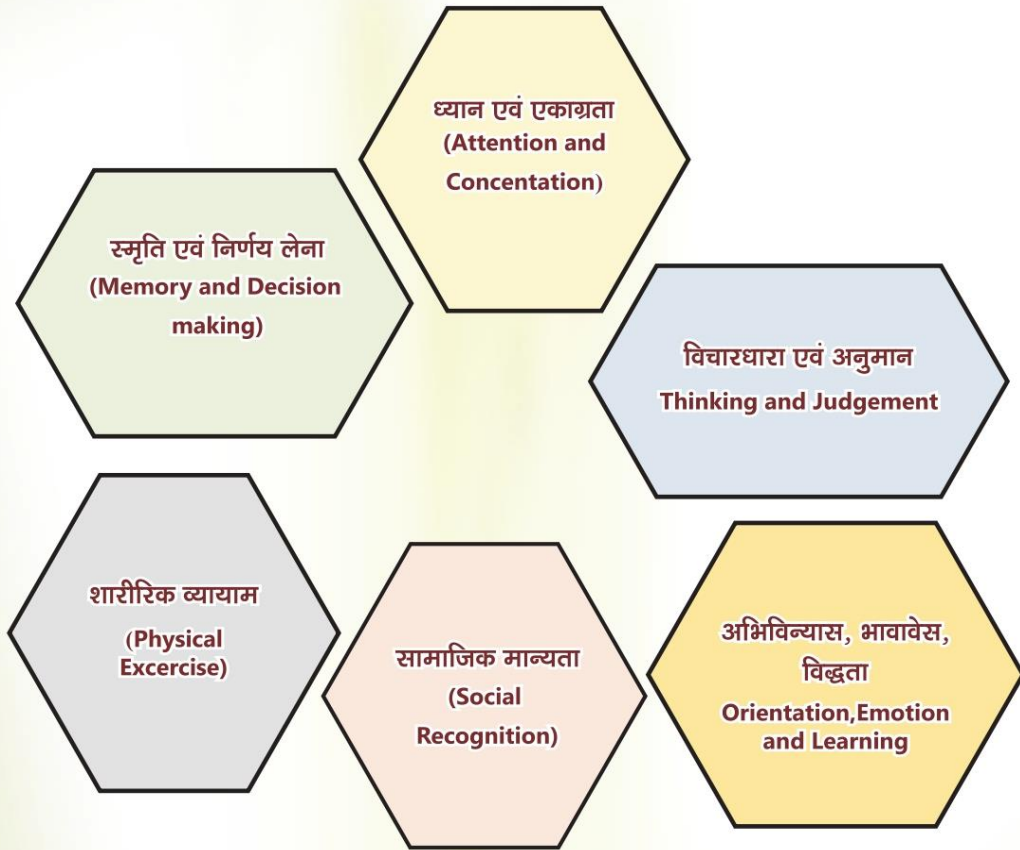 ध्यान एवं एकाग्रता
(Attention and
Concentation)
स्मृति एवं निर्णय लेना
(Memory and Decision
making)
विचारधारा एवं अनुमान
Thinking and Judgement
शारीरिक व्यायाम
(Physical
Excercise)
सामाजिक मान्यता
(Social
Recognition)
अभिविन्यास, भावावेस,
विद्धता
Orientation,Emotion
and Learning